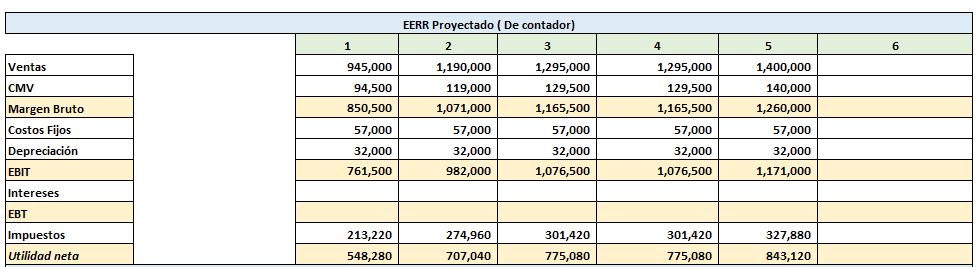 EERR Proyectado ( De contador)
1 2 3 4 5 6
Ventas 945,000 1,190,000 1,295,000 1,295,000 1,400,000
CMV 94,500 119,000 129,500 129,500 140,000
Margen Bruto 850,500 1,071,000 1,165,500 1,165,500 1,260,000
Costos Fijos 57,000 57,000 57,000 57,000 57,000
Depreciación 32,000 32,000 32,000 32,000 32,000
EBIT 761,500 982,000 1,076,500 1,076,500 1,171,000
Intereses
EBT
Impuestos 213,220 274,960 301,420 301,420 327,880
Utilidad neta 548,280 707,040 775,080 775,080 843,120